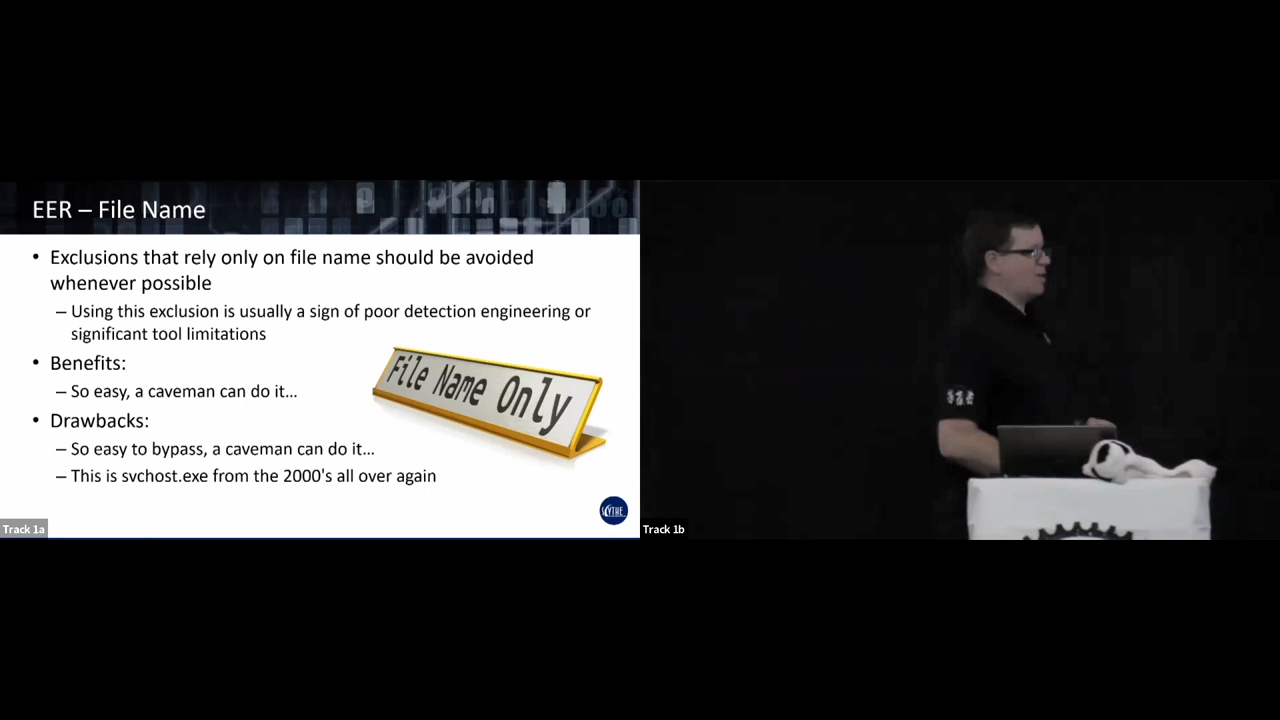 EER – File Name
• Exclusions that rely only on file name should be avoided
whenever possible
– Using this exclusion is usually a sign of poor detection engineering or
significant tool limitations
• Benefits:
– So easy, a caveman can do it…
• Drawbacks:
– So easy to bypass, a caveman can do it…
– This is svchost.exe from the 2000's all over again
File Name Only
SCYTHE
Track 1a
Track 1b